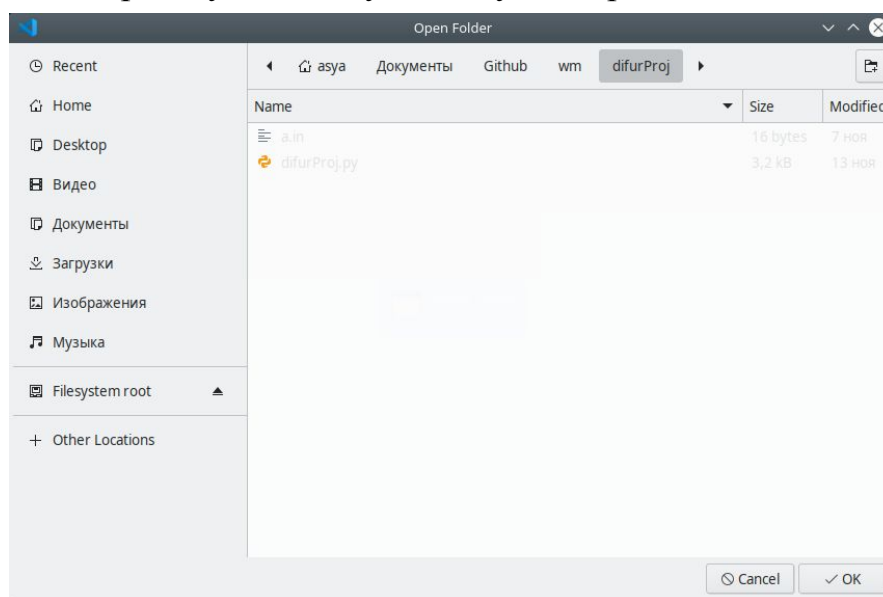 Open Folder
Recent
Home
Desktop
Видео
Документы
Загрузки
Изображения
Музыка
Filesystem root
Other Locations
asya Документы Github wm difurProj
Name Size Modified
a.in 16 bytes 7 ноя
difurProj.py 3,2 kB 13 ноя
Cancel OK